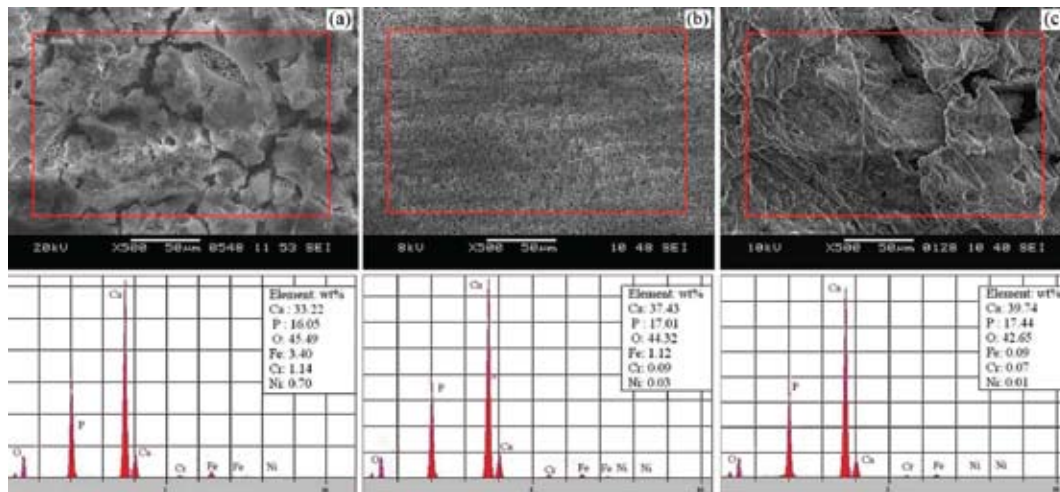 (a)
20kV X500 50μm 0548 11 53 SEI
(b)
8kV X500 50μm 10 48 SEI
(c)
10kV X500 50μm 0128 10 40 SEI
Ca
P
O
Ca
Cr
Fe
Fe
Ni
Element: wt%
Ca : 33.22
P : 16.05
O: 45.49
Fe: 3.40
Cr: 1.14
Ni: 0.70
Ca
P
O
Ca
Cr
Fe
Fe
Ni
Ni
Element: wt%
Ca: 37.43
P : 17.01
O: 44.32
Fe: 1.12
Cr: 0.09
Ni: 0.03
Ca
P
O
Ca
Cr
Fe
Ni
Ni
Element: wt%
Ca: 39.74
P : 17.44
O: 42.65
Fe: 0.09
Cr: 0.07
Ni: 0.01